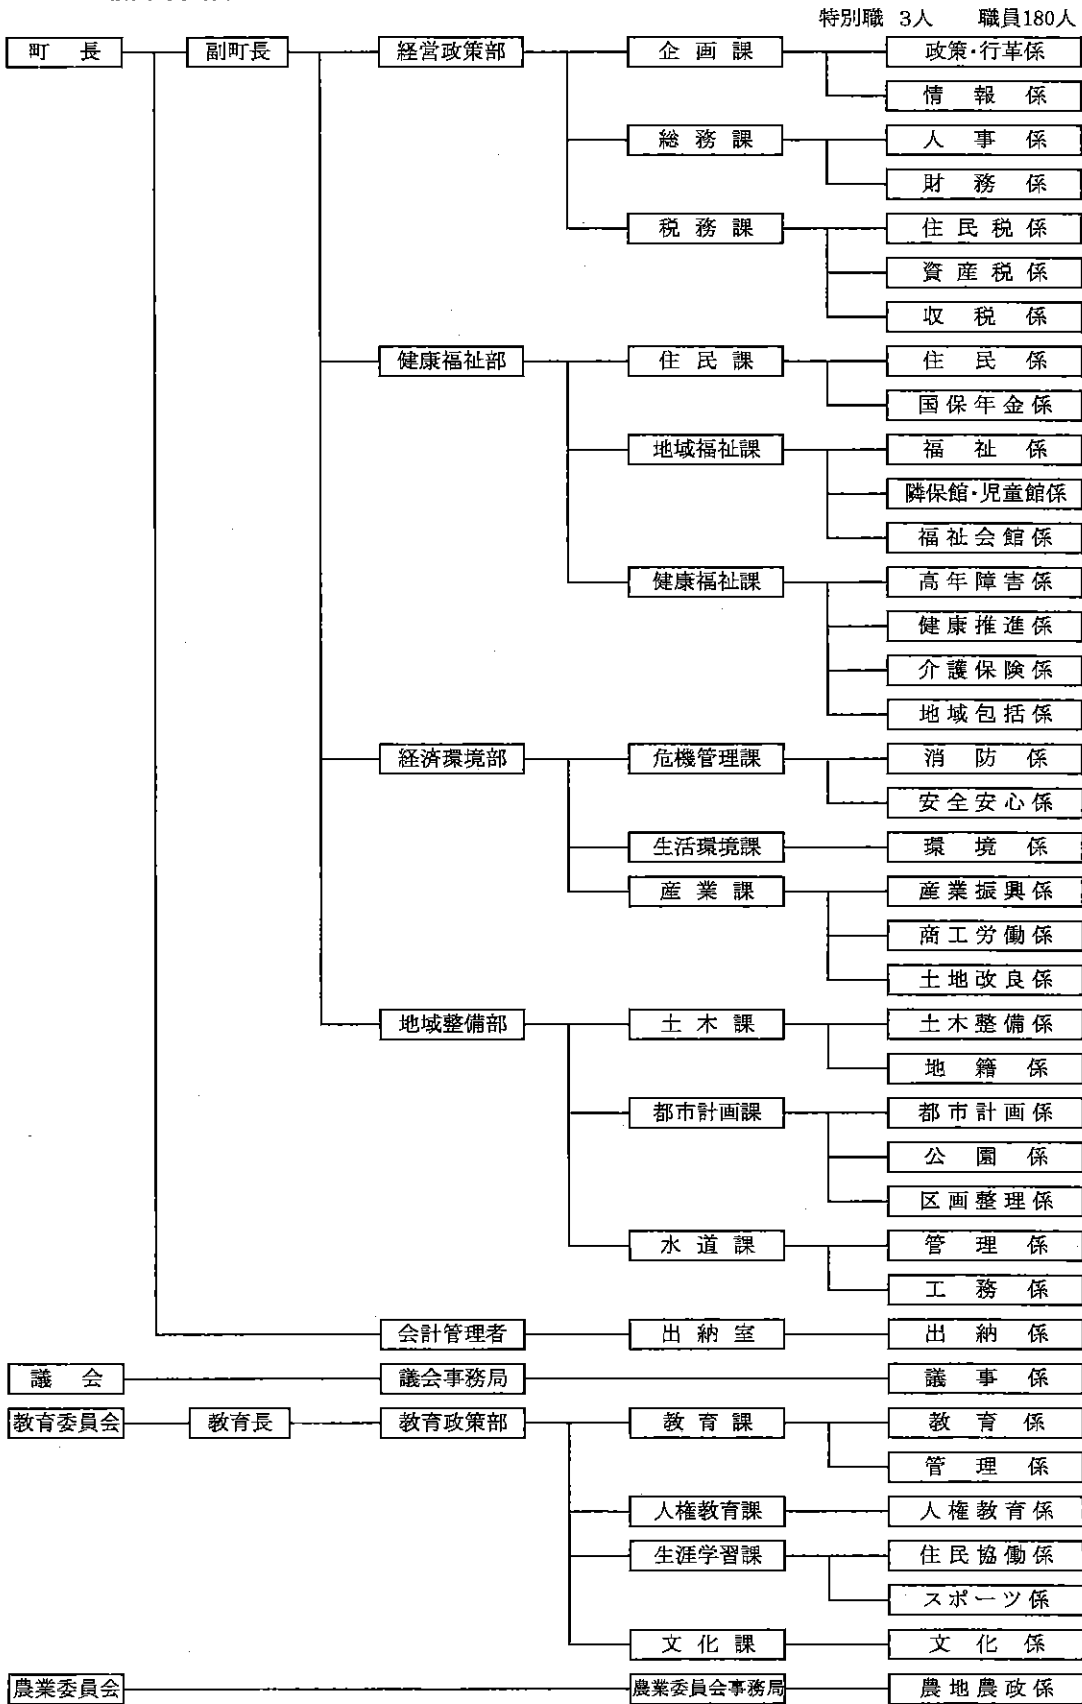 特別職 3人 職員180人
町長 副町長 経営政策部 企画課 政策・行革係
情報係
総務課 人事係
財務係
税務課 住民税係
資産税係
収税係
健康福祉部 住民課 住民係
国保年金係
地域福祉課 福祉係
隣保館・児童館係
福祉会館係
健康福祉課 高年障害係
健康推進係
介護保険係
地域包括係
経済環境部 危機管理課 消防係
安全安心係
生活環境課 環境係
産業課 産業振興係
商工労働係
土地改良係
地域整備部 土木課 土木整備係
地籍係
都市計画課 都市計画係
公園係
区画整理係
水道課 管理係
工務係
会計管理者 出納室 出納係
議会 議会事務局 議事係
教育委員会 教育長 教育政策部 教育課 教育係
管理係
人権教育課 人権教育係
生涯学習課 住民協働係
スポーツ係
文化課 文化係
農業委員会 農業委員会事務局 農地農政係